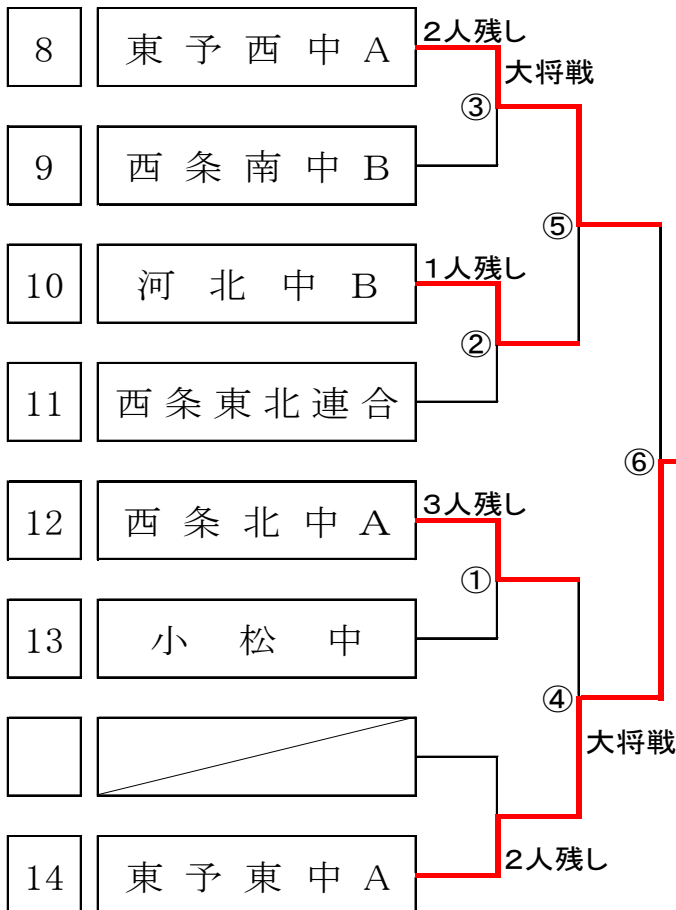 8 東予西中A 2人残し
大将戦
③
9 西条南中B
⑤
10 河北中B 1人残し
②
11 西条東北連合
⑥
12 西条北中A 3人残し
①
13 小松中
④
大将戦
2人残し
14 東予東中A